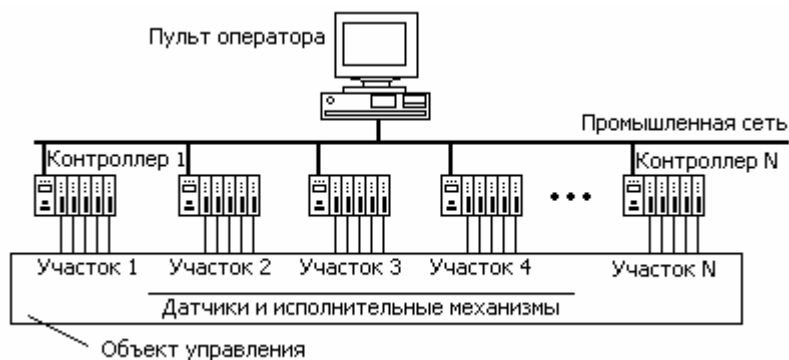 Пульт оператора
Промышленная сеть
Контроллер 1
Контроллер N
Участок 1
Участок 2
Участок 3
Участок 4
Участок N
Датчики и исполнительные механизмы
Объект управления